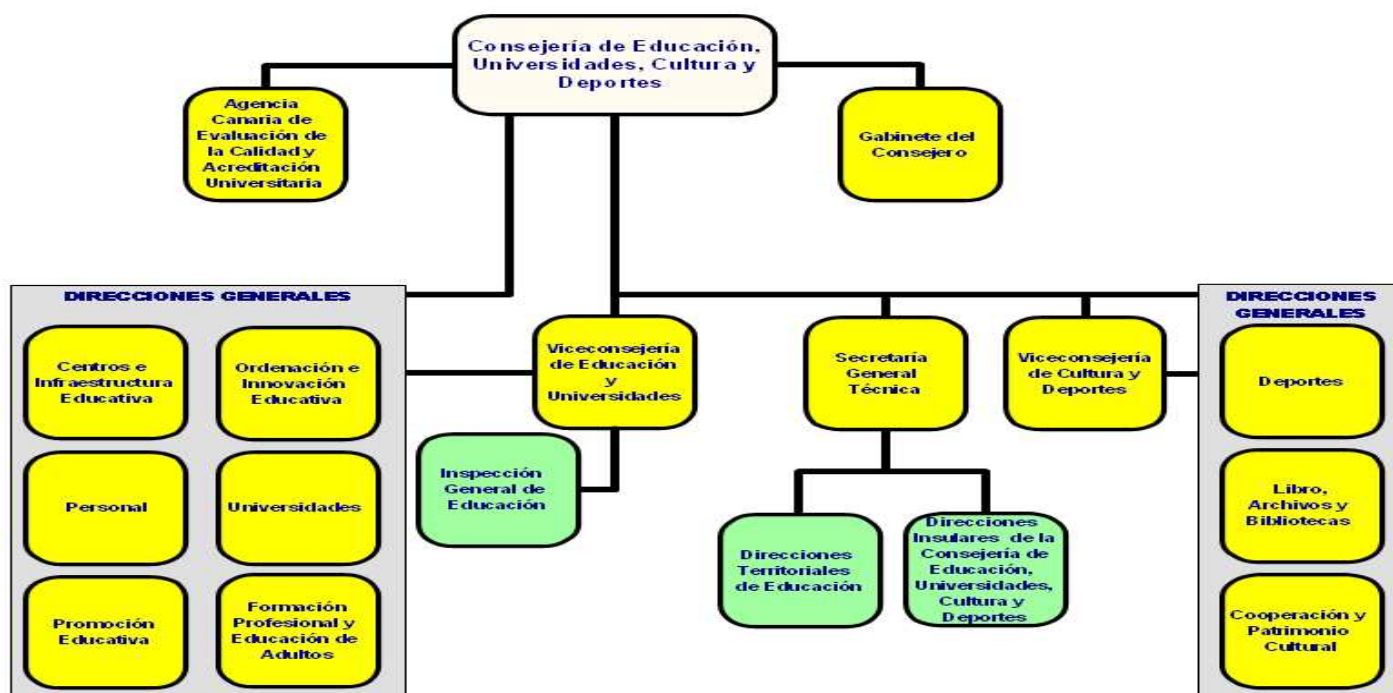 Consejería de Educación,
Universidades, Cultura y
Deportes
Agencia
Canaria de
Evaluación de
la Calidad y
Acreditación
Universitaria
Gabinete del
Consejero
DIRECCIONES GENERALES
Centros e
Infraestructura
Educativa
Ordenación e
Innovación
Educativa
Personal
Universidades
Promoción
Educativa
Formación
Profesional y
Educación de
Adultos
Viceconsejería
de Educación
y
Universidades
Inspección
General de
Educación
Secretaría
General
Técnica
Direcciones
Territoriales
de Educación
Direcciones
Insulares de la
Consejería de
Educación,
Universidades,
Cultura y
Deportes
Viceconsejería
de Cultura y
Deportes
DIRECCIONES
GENERALES
Deportes
Libro,
Archivos y
Bibliotecas
Cooperación y
Patrimonio
Cultural